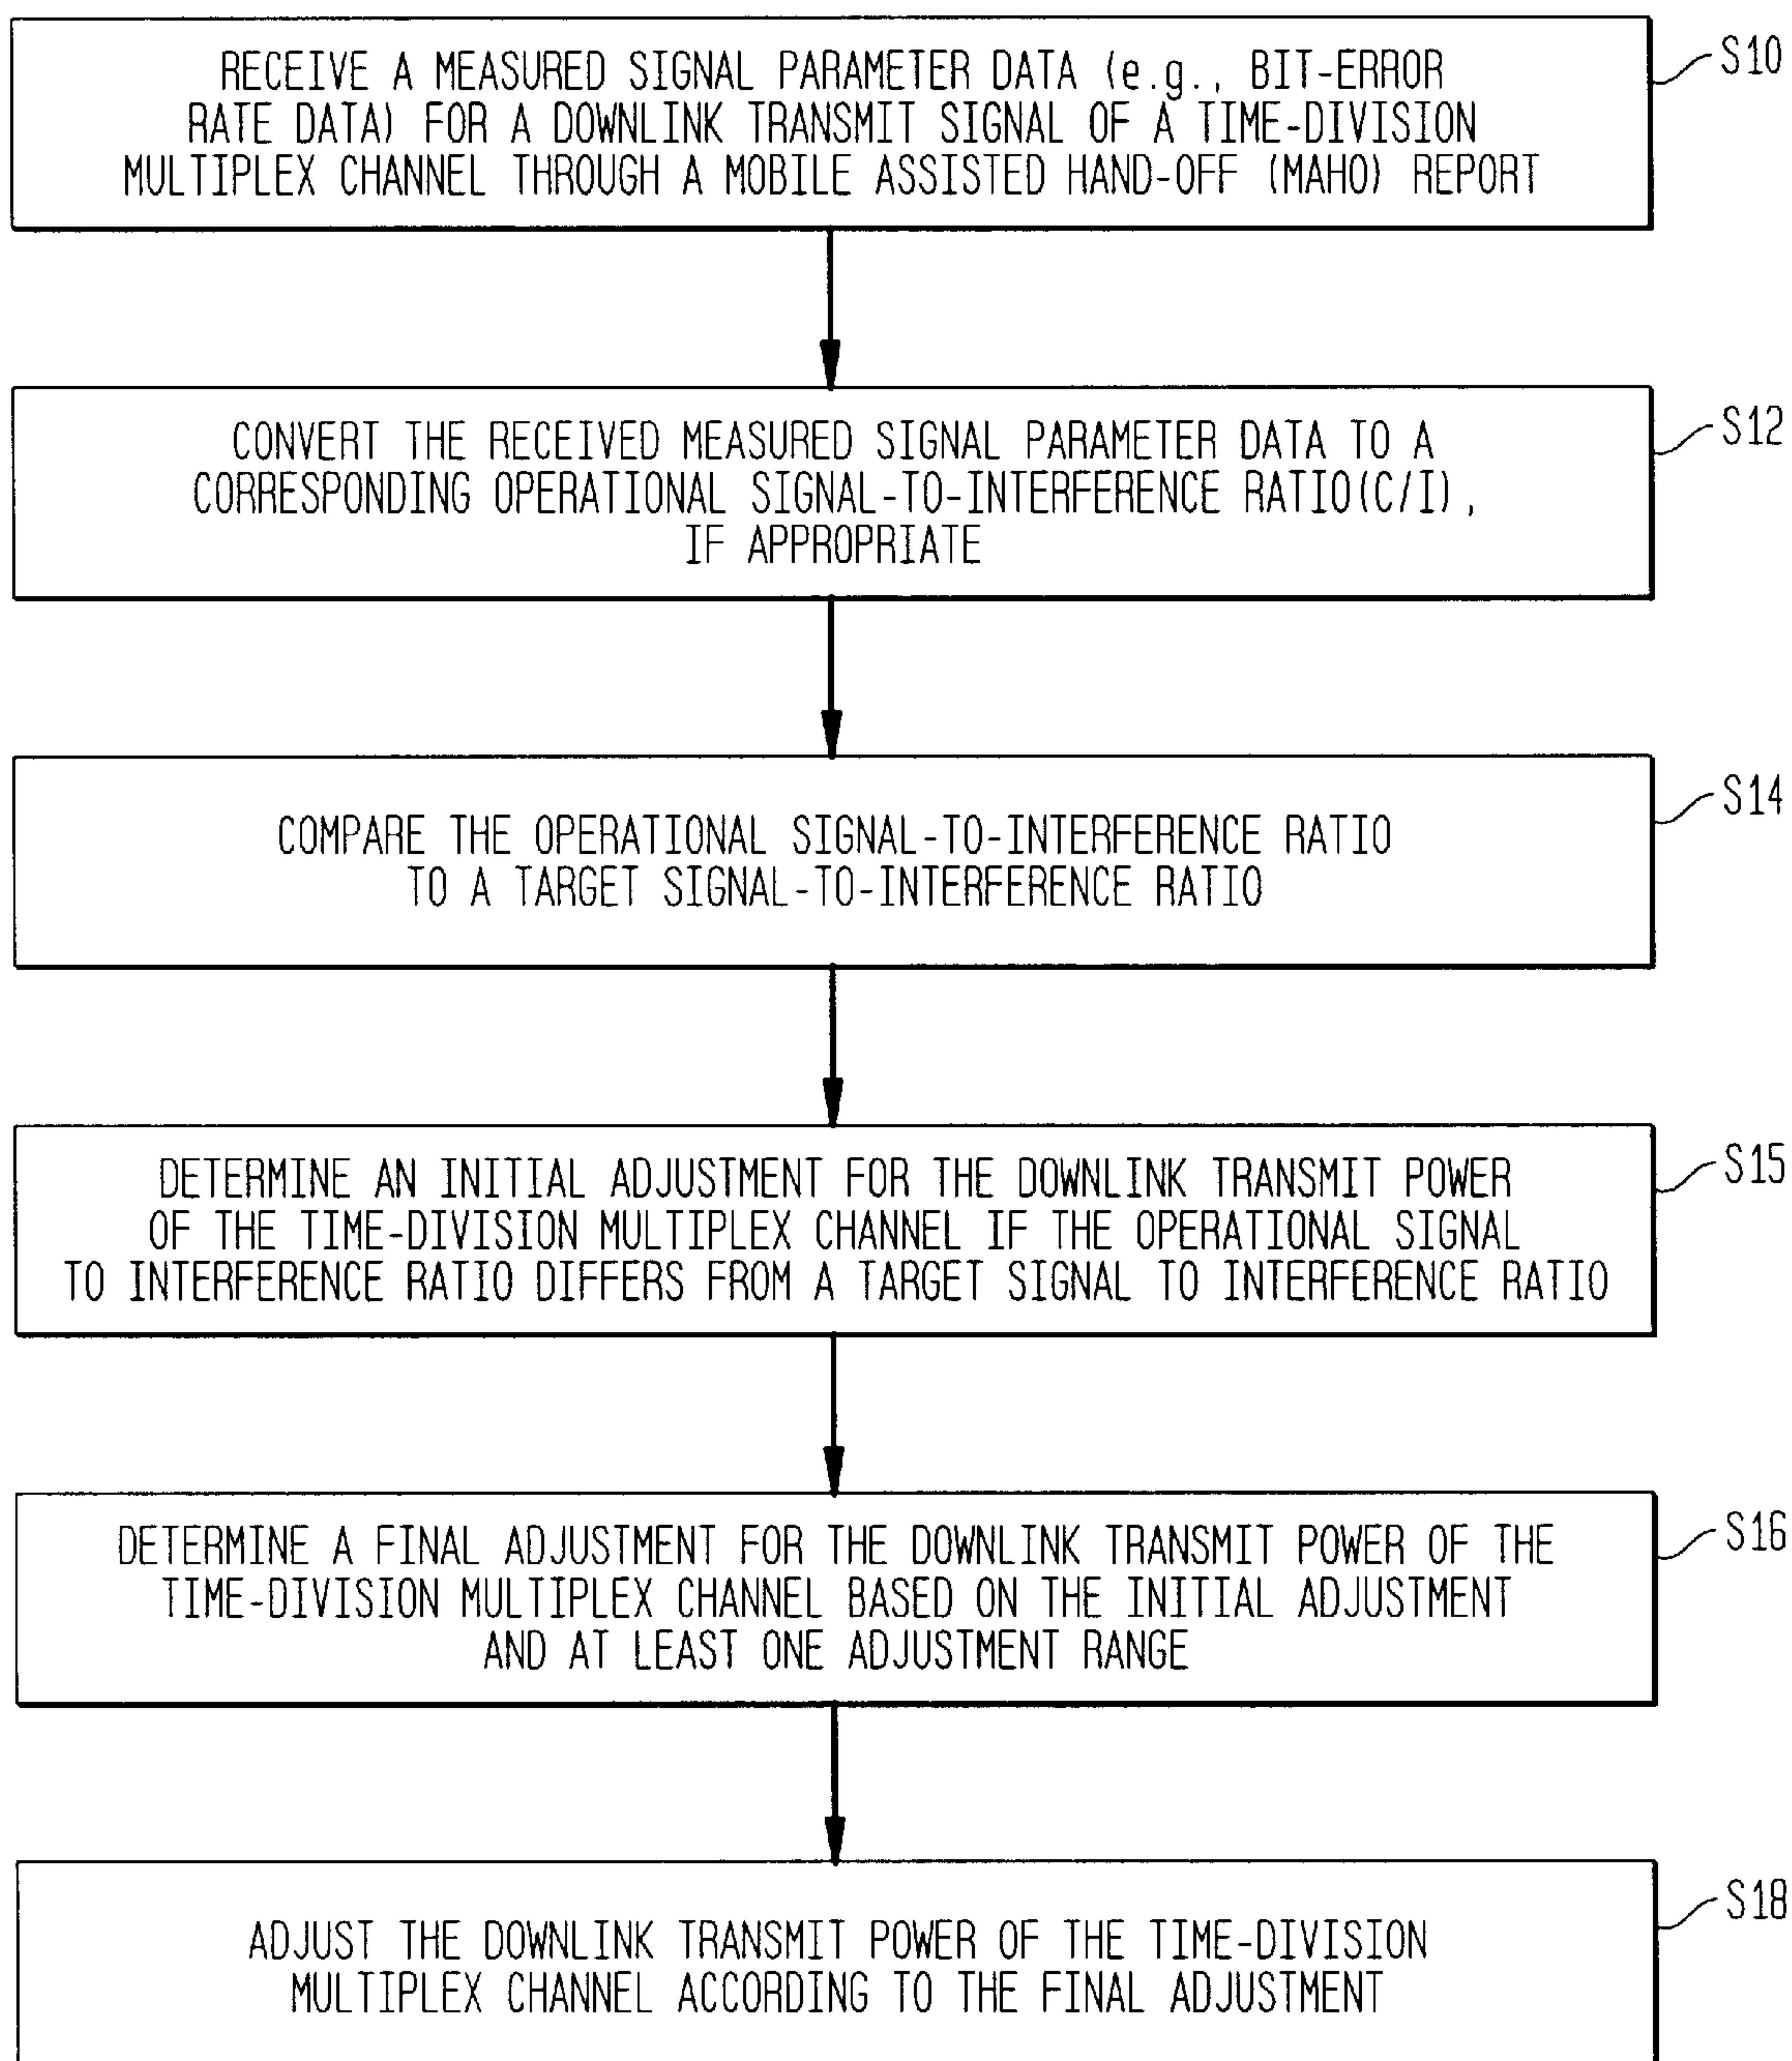 RECEIVE A MEASURED SIGNAL PARAMETER DATA (e.g., BIT-ERROR
RATE DATA) FOR A DOWNLINK TRANSMIT SIGNAL OF A TIME-DIVISION
MULTIPLEX CHANNEL THROUGH A MOBILE ASSISTED HAND-OFF (MAHO) REPORT
S10
CONVERT THE RECEIVED MEASURED SIGNAL PARAMETER DATA TO A
CORRESPONDING OPERATIONAL SIGNAL-TO-INTERFERENCE RATIO(C/I),
IF APPROPRIATE
S12
COMPARE THE OPERATIONAL SIGNAL-TO-INTERFERENCE RATIO
TO A TARGET SIGNAL-TO-INTERFERENCE RATIO
S14
DETERMINE AN INITIAL ADJUSTMENT FOR THE DOWNLINK TRANSMIT POWER
OF THE TIME-DIVISION MULTIPLEX CHANNEL IF THE OPERATIONAL SIGNAL
TO INTERFERENCE RATIO DIFFERS FROM A TARGET SIGNAL TO INTERFERENCE RATIO
S15
DETERMINE A FINAL ADJUSTMENT FOR THE DOWNLINK TRANSMIT POWER OF THE
TIME-DIVISION MULTIPLEX CHANNEL BASED ON THE INITIAL ADJUSTMENT
AND AT LEAST ONE ADJUSTMENT RANGE
S16
ADJUST THE DOWNLINK TRANSMIT POWER OF THE TIME-DIVISION
MULTIPLEX CHANNEL ACCORDING TO THE FINAL ADJUSTMENT
S18